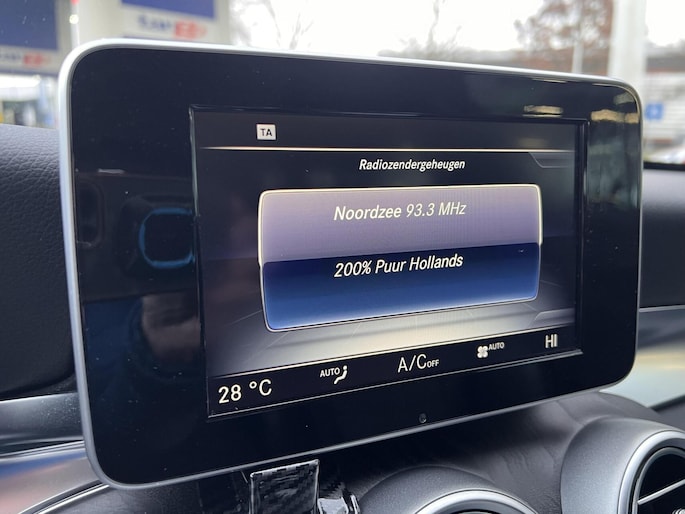 TA
Radiozendergeheugen
Noordzee 93.3 MHz
200% Puur Hollands
28 °C AUTO A/C OFF AUTO HI